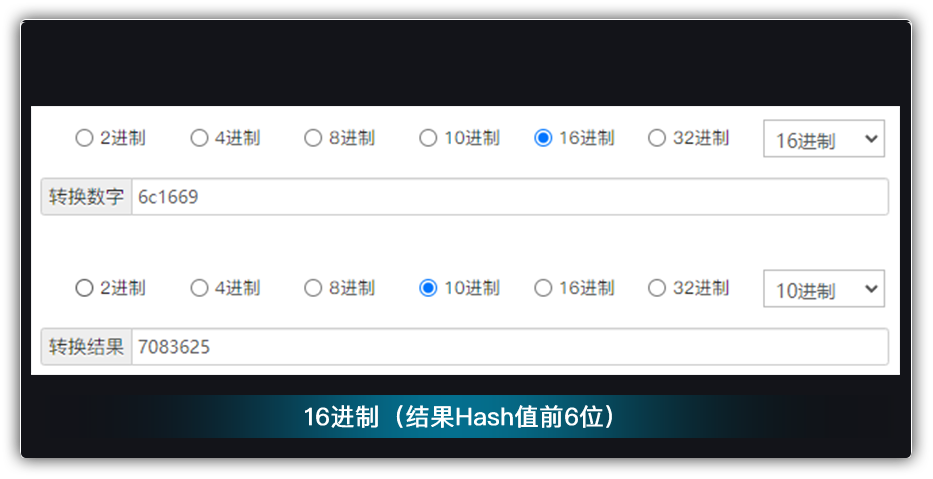 2进制 4进制 8进制 10进制 16进制 32进制 16进制
转换数字 6c1669
2进制 4进制 8进制 10进制 16进制 32进制 10进制
转换结果 7083625
16进制（结果Hash值前6位）